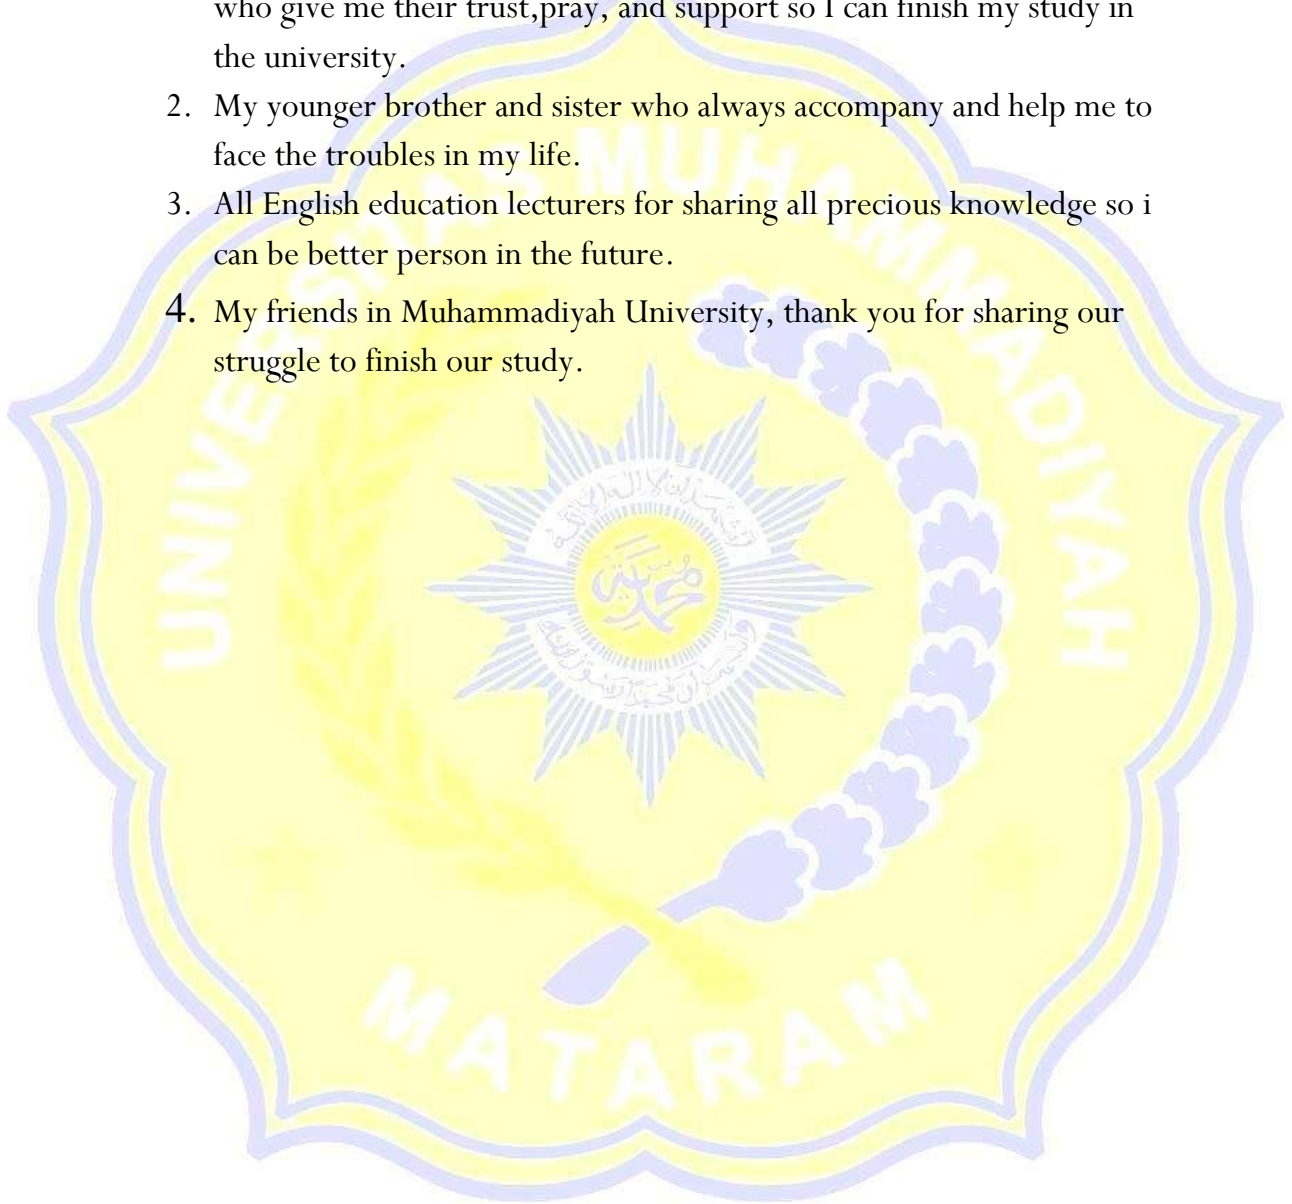 who give me their trust,pray, and support so I can finish my study in
the university.
2. My younger brother and sister who always accompany and help me to
face the troubles in my life.
3. All English education lecturers for sharing all precious knowledge so i
can be better person in the future.
4. My friends in Muhammadiyah University, thank you for sharing our
struggle to finish our study.
UNIVERSITAS MUHAMMADIYAH
MATARAM
محمدية